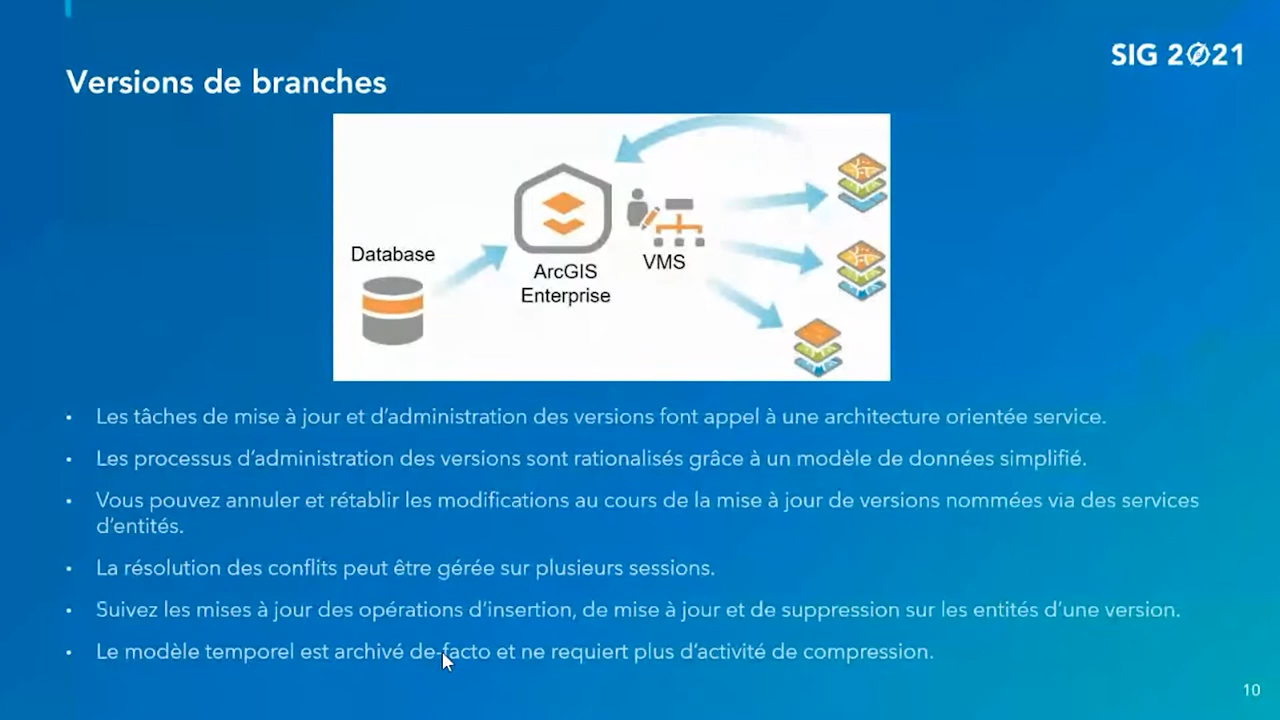 SIG 2021
Versions de branches
Database
ArcGIS
Enterprise
VMS
• Les tâches de mise à jour et d’administration des versions font appel à une architecture orientée service.
• Les processus d’administration des versions sont rationalisés grâce à un modèle de données simplifié.
• Vous pouvez annuler et rétablir les modifications au cours de la mise à jour de versions nommées via des services
d’entités.
• La résolution des conflits peut être gérée sur plusieurs sessions.
• Suivez les mises à jour des opérations d’insertion, de mise à jour et de suppression sur les entités d’une version.
• Le modèle temporel est archivé de-facto et ne requiert plus d’activité de compression.
10